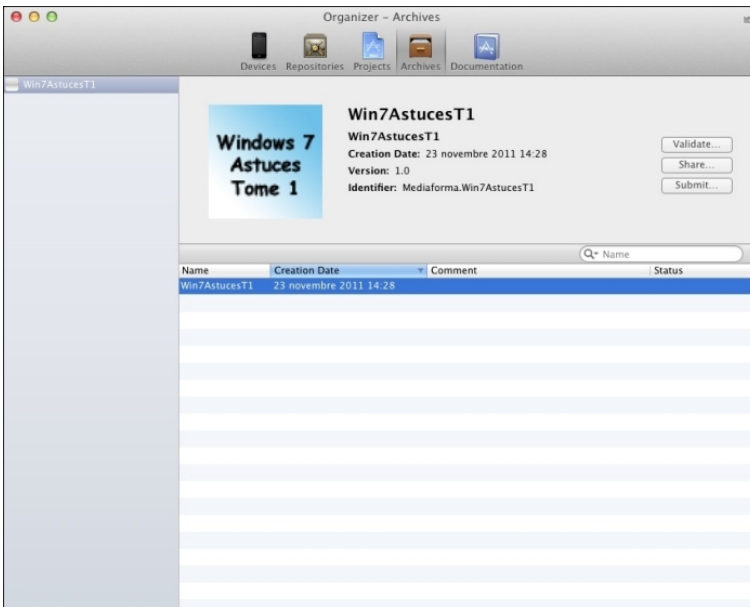 Organizer – Archives
Devices Repositories Projects Archives Documentation
Win7AstucesT1
Windows 7
Astuces
Tome 1
Win7AstucesT1
Win7AstucesT1
Creation Date: 23 novembre 2011 14:28
Version: 1.0
Identifier: Mediaforma.Win7AstucesT1
Validate...
Share...
Submit...
Name
Name Creation Date Comment Status
Win7AstucesT1 23 novembre 2011 14:28